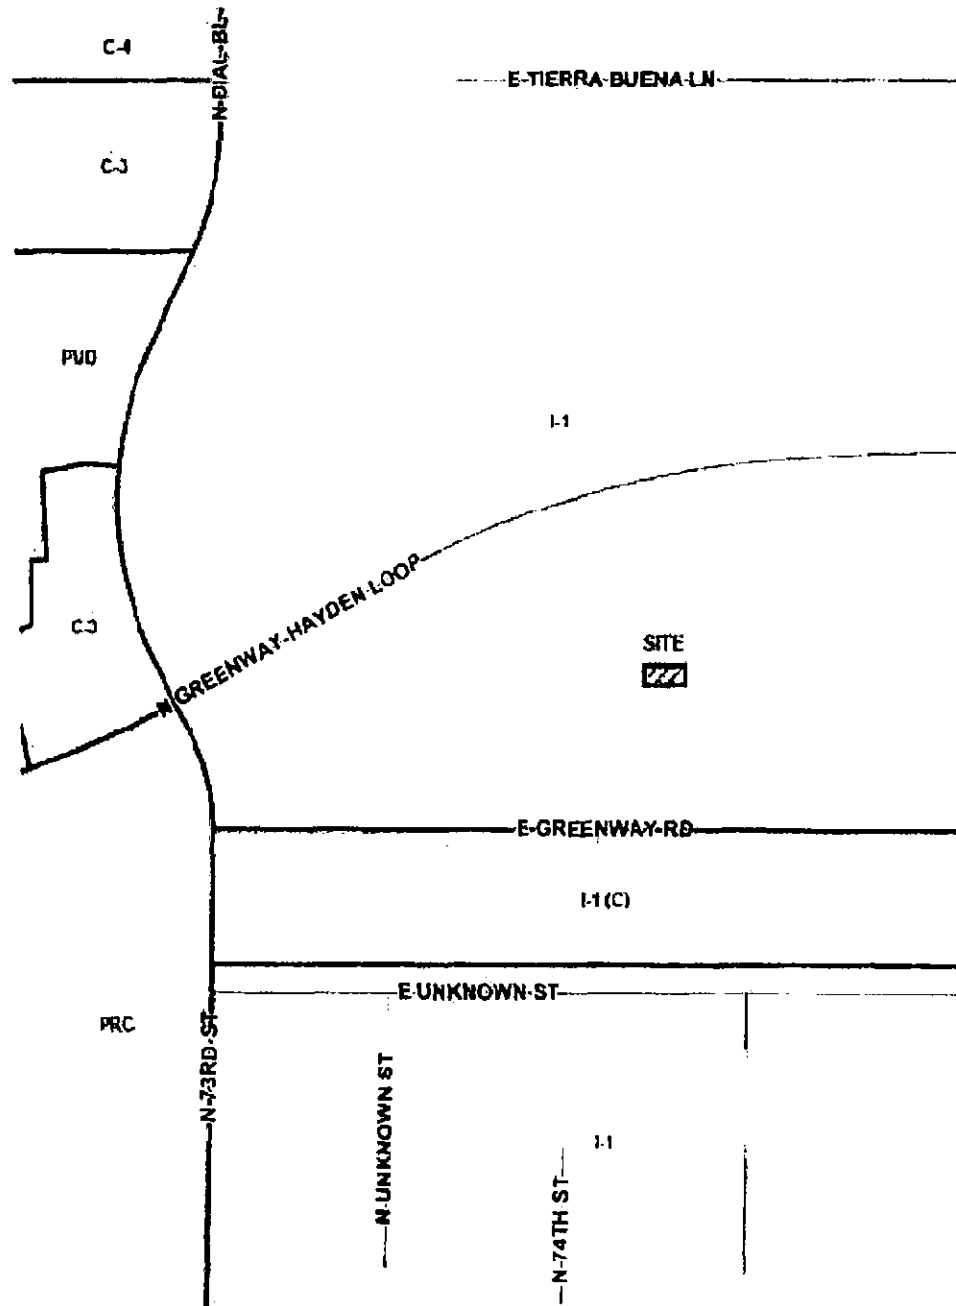 C-4
N-DIAL-BL
E-TIERRA-BUENA-LN
C-3
PUD
I-1
N GREENWAY-HAYDEN-LOOP
C-3
SITE
E-GREENWAY-RD
I-1 (C)
E-UNKNOWN-ST
PRC
N-73RD-ST
N-UNKNOWN ST
I-1
N-74TH-ST